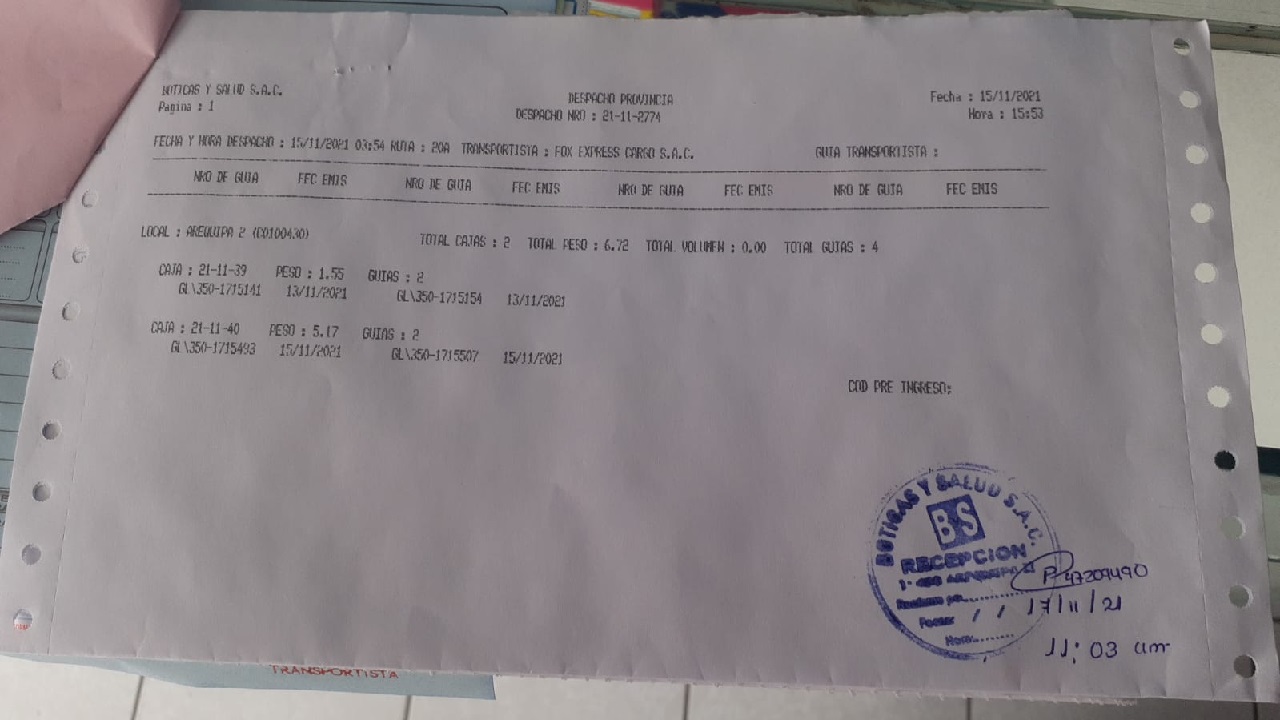 BOTICAS Y SALUD S.A.C.
Pagina : 1
DESPACHO PROVINCIA
DESPACHO NRO : 21-11-2774
Fecha : 15/11/2021
Hora : 15:53
FECHA Y HORA DESPACHO : 15/11/2021 03:54 RUTA : 20A TRANSPORTISTA : FOX EXPRESS CARGO S.A.C. GUIA TRANSPORTISTA :
NRO DE GUIA FEC EMIS NRO DE GUIA FEC EMIS NRO DE GUIA FEC EMIS NRO DE GUIA FEC EMIS
LOCAL : AREQUIPA 2 (C0100430) TOTAL CAJAS : 2 TOTAL PESO : 6.72 TOTAL VOLUMEN : 0.00 TOTAL GUIAS : 4
CAJA : 21-11-39 PESO : 1.55 GUIAS : 2
GL\350-1715141 13/11/2021 GL\350-1715154 13/11/2021
CAJA : 21-11-40 PESO : 5.17 GUIAS : 2
GL\350-1715493 15/11/2021 GL\350-1715507 15/11/2021
COD PRE INGRESO:
BOTICAS Y SALUD S.A.C.
BS
RECEPCION
P 47209490
Fecha: / / 17/11/21
Hora:........
11:03 am
TRANSPORTISTA